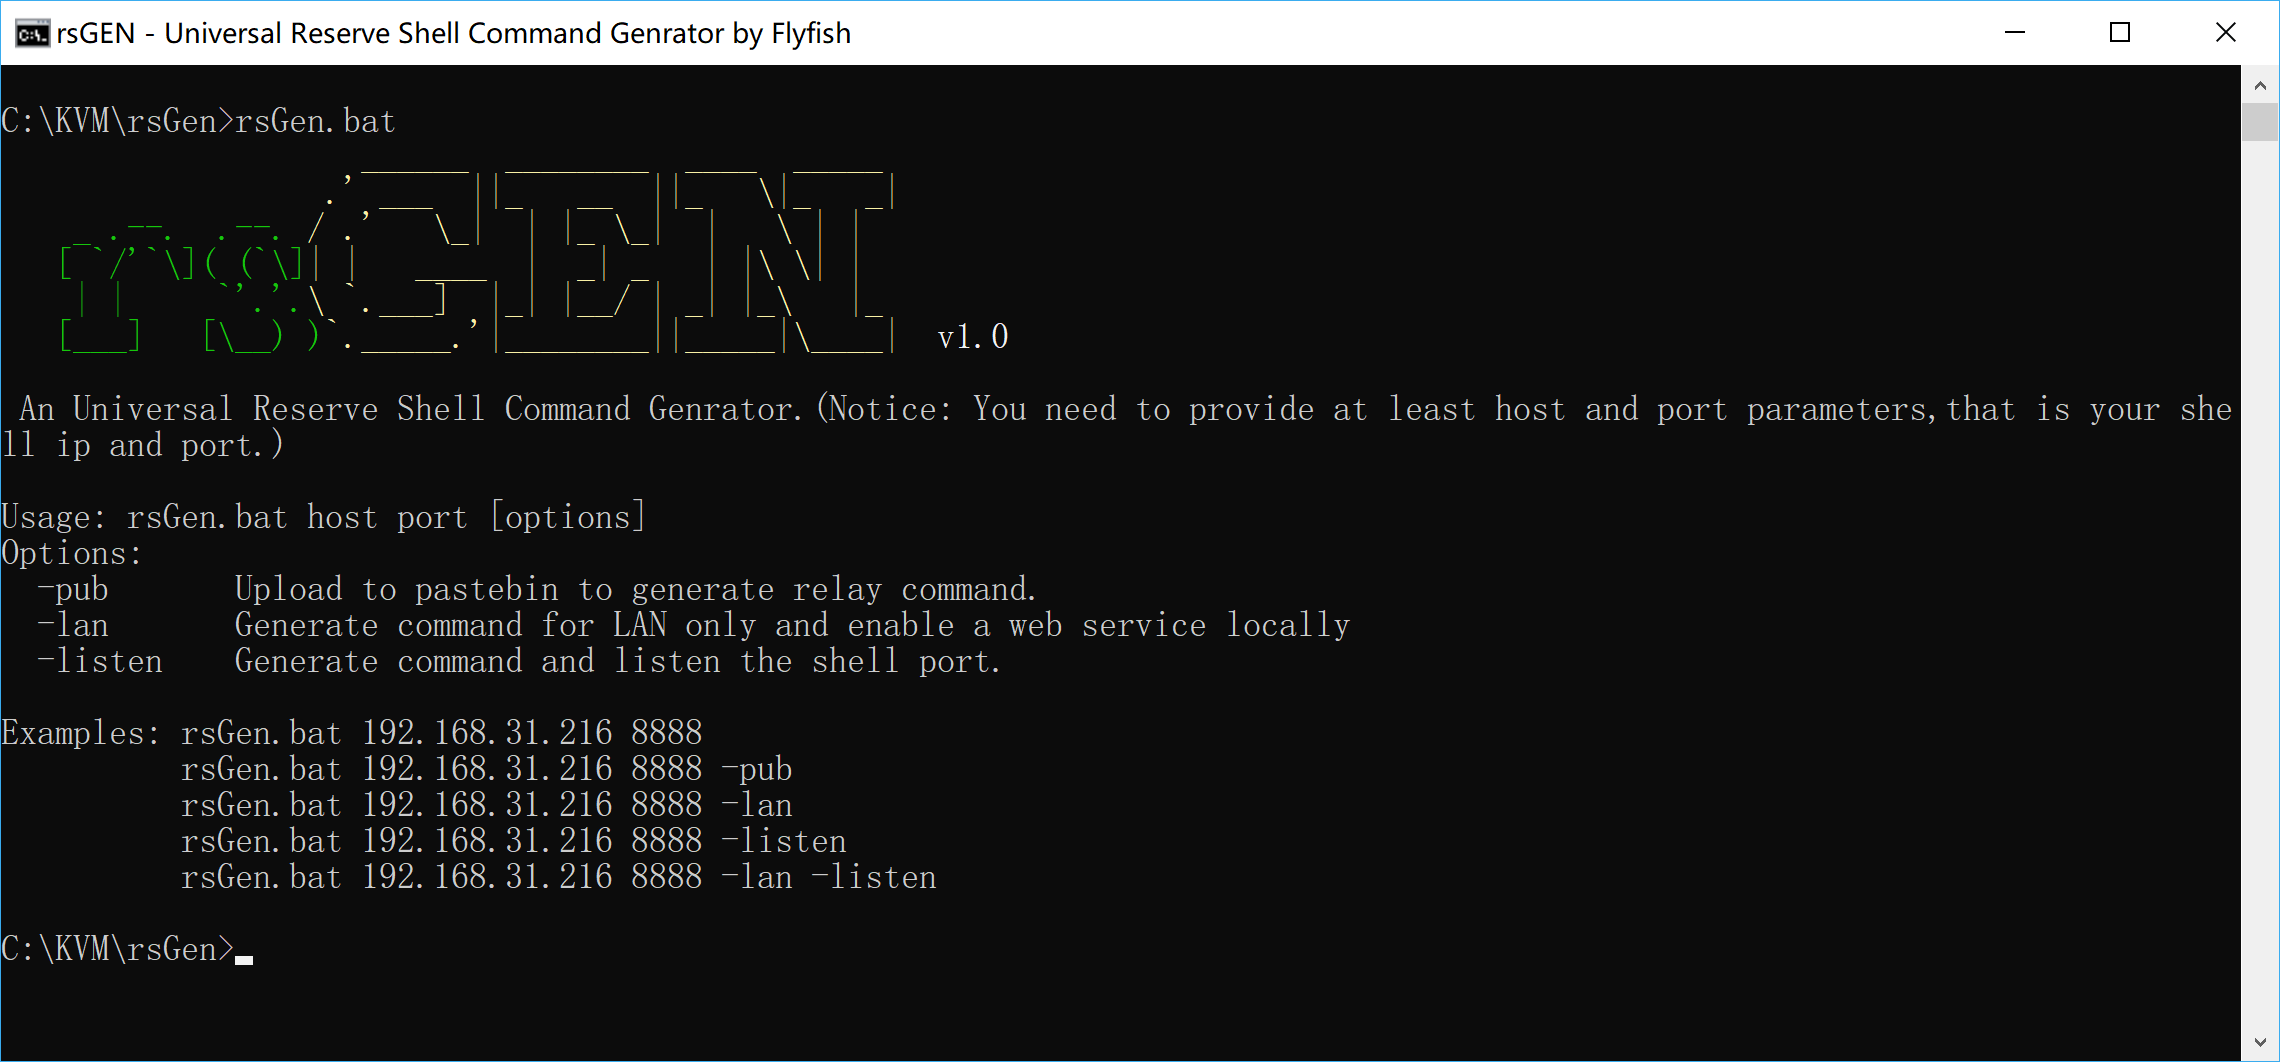 rsGEN - Universal Reserve Shell Command Genrator by Flyfish
C:\KVM\rsGen>rsGen.bat
rsGEN v1.0
An Universal Reserve Shell Command Genrator.(Notice: You need to provide at least host and port parameters,that is your she
ll ip and port.)
Usage: rsGen.bat host port [options]
Options:
-pub Upload to pastebin to generate relay command.
-lan Generate command for LAN only and enable a web service locally
-listen Generate command and listen the shell port.
Examples: rsGen.bat 192.168.31.216 8888
rsGen.bat 192.168.31.216 8888 -pub
rsGen.bat 192.168.31.216 8888 -lan
rsGen.bat 192.168.31.216 8888 -listen
rsGen.bat 192.168.31.216 8888 -lan -listen
C:\KVM\rsGen>